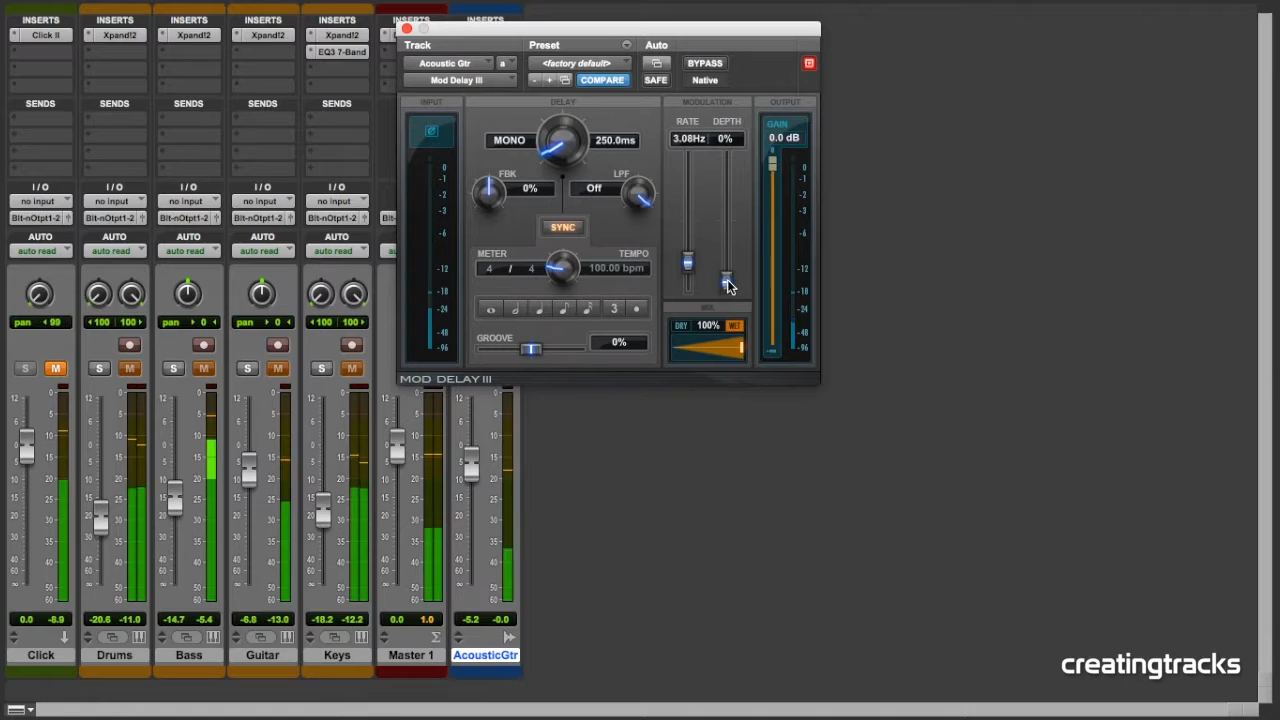 INSERTS INSERTS INSERTS INSERTS INSERTS INSERTS INSERTS
Click II Xpand!2 Xpand!2 Xpand!2 Xpand!2
EQ3 7-Band
SENDS SENDS SENDS SENDS SENDS
I / O I / O I / O I / O I / O
no input no input no input no input no input
Blt-nOtpt1-2 Blt-nOtpt1-2 Blt-nOtpt1-2 Blt-nOtpt1-2 Blt-nOtpt1-2
AUTO AUTO AUTO AUTO AUTO
auto read auto read auto read auto read auto read
pan 99 100 100 pan 0 pan 0 100 100
S M S M S M S M S M
0.0 -8.9 -20.6 -11.0 -14.7 -5.4 -6.8 -13.0 -18.2 -12.2 0.0 1.0 -5.2 -0.0
Click Drums Bass Guitar Keys Master 1 AcousticGtr
Track Preset Auto
Acoustic Gtr a <factory default> BYPASS
Mod Delay III - + COMPARE SAFE Native
INPUT DELAY MODULATION OUTPUT
RATE DEPTH GAIN
MONO 250.0ms 3.08Hz 0% 0.0 dB
FBK LPF
0% Off
SYNC
METER TEMPO
4 / 4 100.00 bpm
3
MIX
DRY 100% WET
GROOVE 0%
MOD DELAY III
creatingtracks